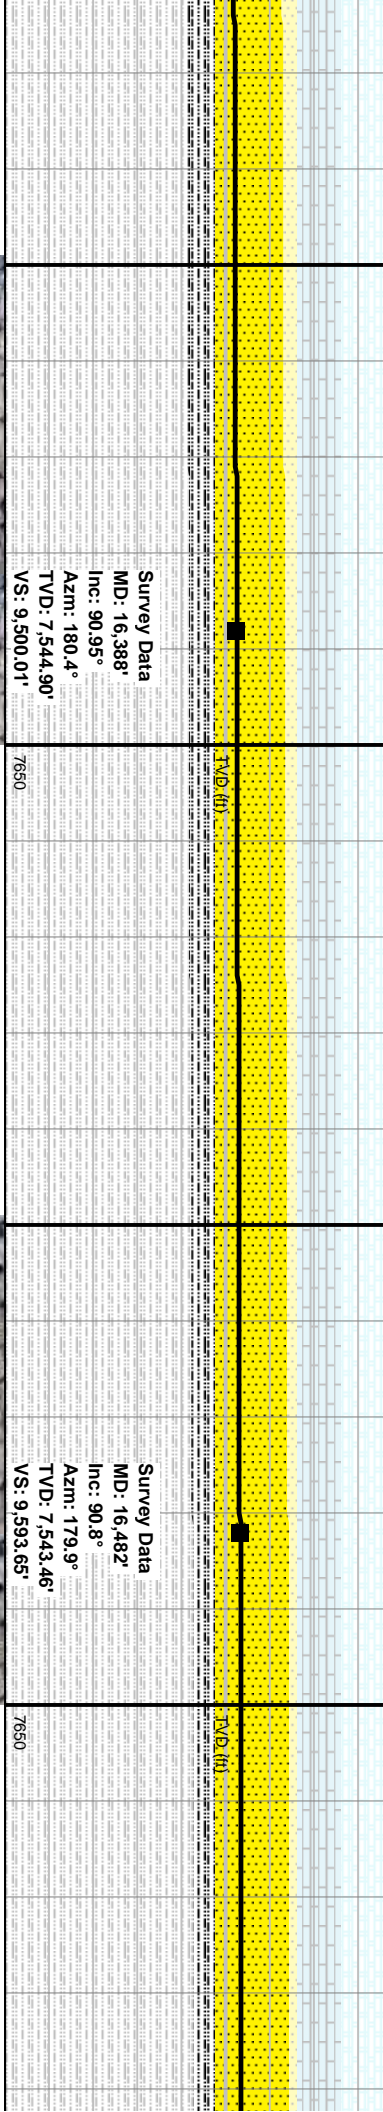 Survey Data
MD: 16,388'
Inc: 90.95°
Azm: 180.4°
TVD: 7,544.90'
VS: 9,500.01'
TVD (ft)
7650
Survey Data
MD: 16,482'
Inc: 90.8°
Azm: 179.9°
TVD: 7,543.46'
VS: 9,593.65'
TVD (ft)
7650